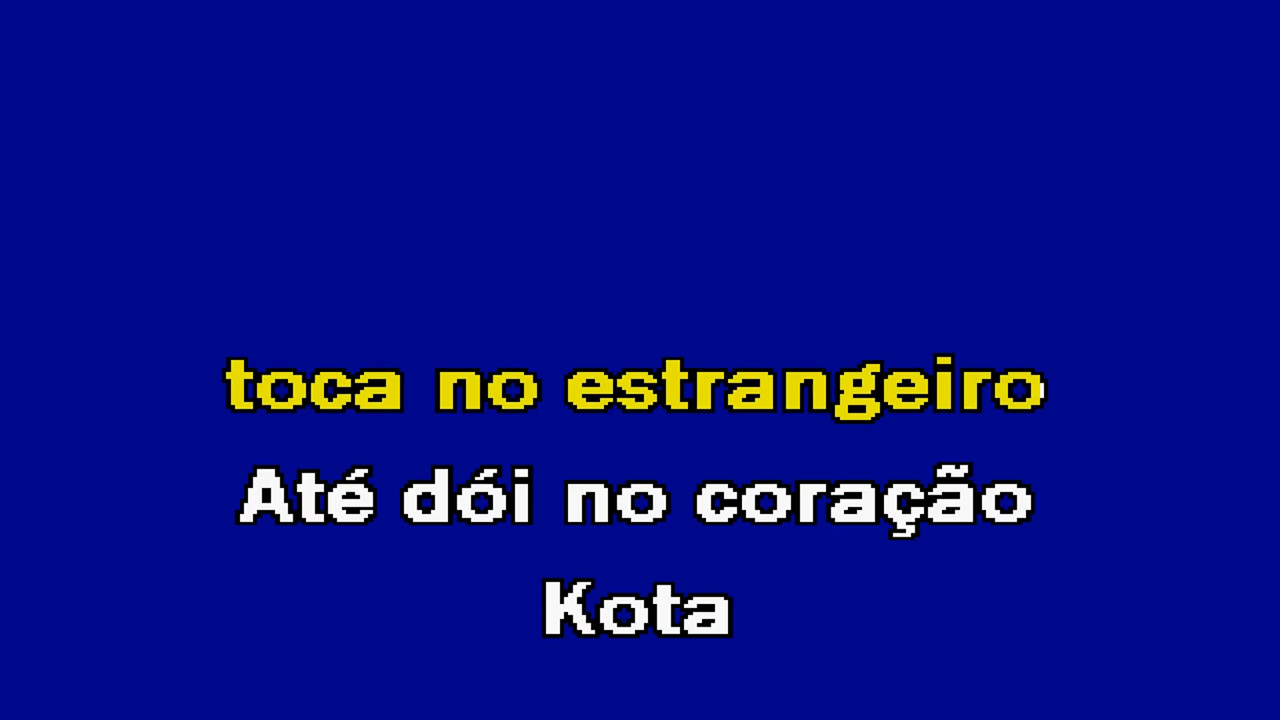 toca no estrangeiro
Até dói no coração
Kota